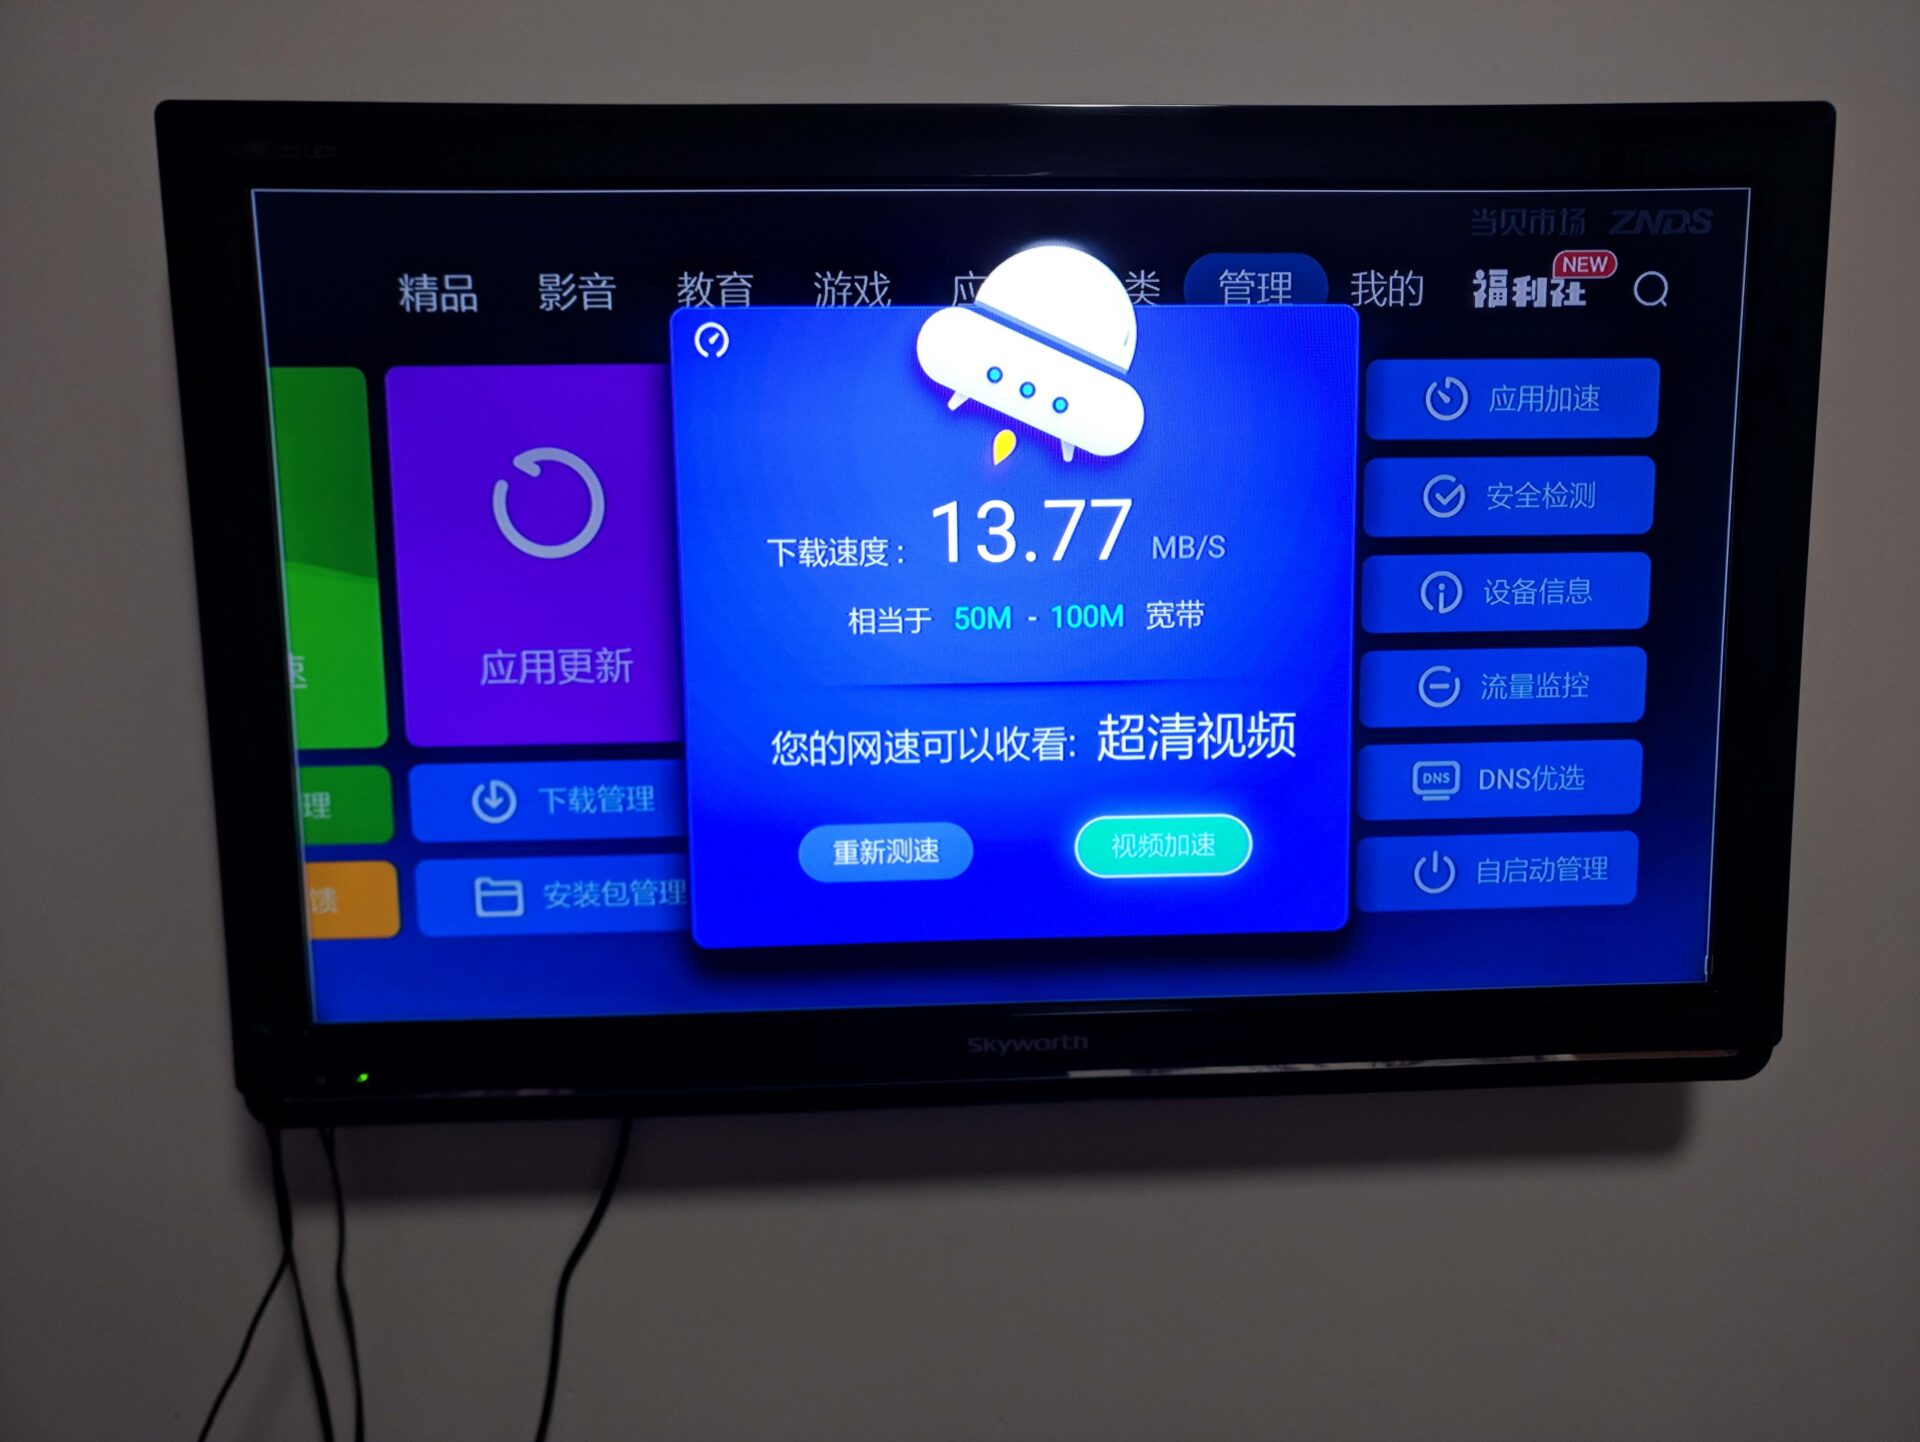 当贝市场 ZNDS
精品 影音 教育 游戏 应 类 管理 我的 福利社 NEW
下载速度: 13.77 MB/S
相当于 50M - 100M 宽带
您的网速可以收看: 超清视频
重新测速 视频加速
速
应用更新
理
下载管理
馈
安装包管理
应用加速
安全检测
设备信息
流量监控
DNS DNS优选
自启动管理
Skyworth